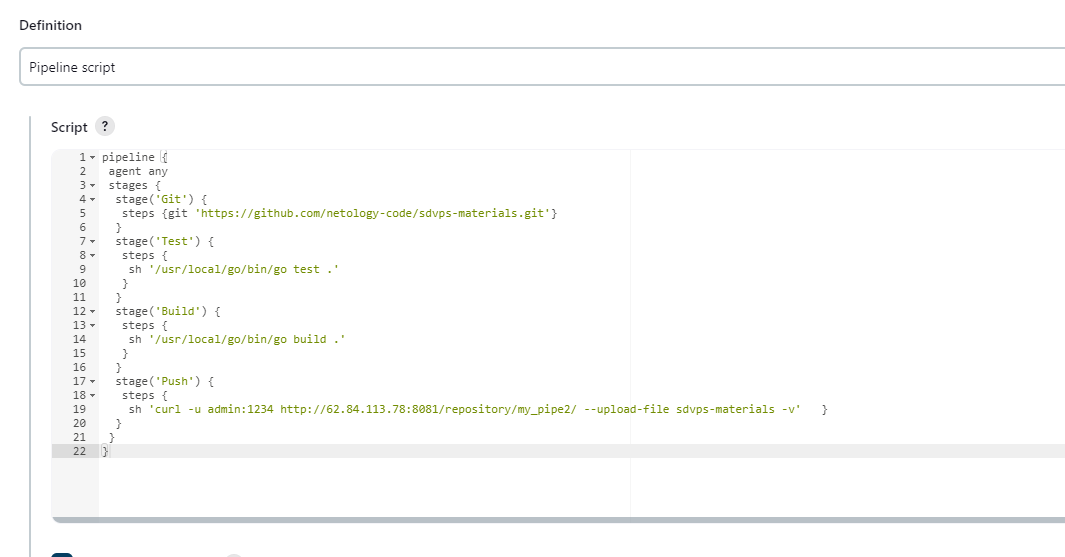 Definition
Pipeline script
Script ?
1 pipeline {
2 agent any
3 stages {
4 stage('Git') {
5 steps {git 'https://github.com/netology-code/sdvps-materials.git'}
6 }
7 stage('Test') {
8 steps {
9 sh '/usr/local/go/bin/go test .'
10 }
11 }
12 stage('Build') {
13 steps {
14 sh '/usr/local/go/bin/go build .'
15 }
16 }
17 stage('Push') {
18 steps {
19 sh 'curl -u admin:1234 http://62.84.113.78:8081/repository/my_pipe2/ --upload-file sdvps-materials -v'   }
20 }
21 }
22 }